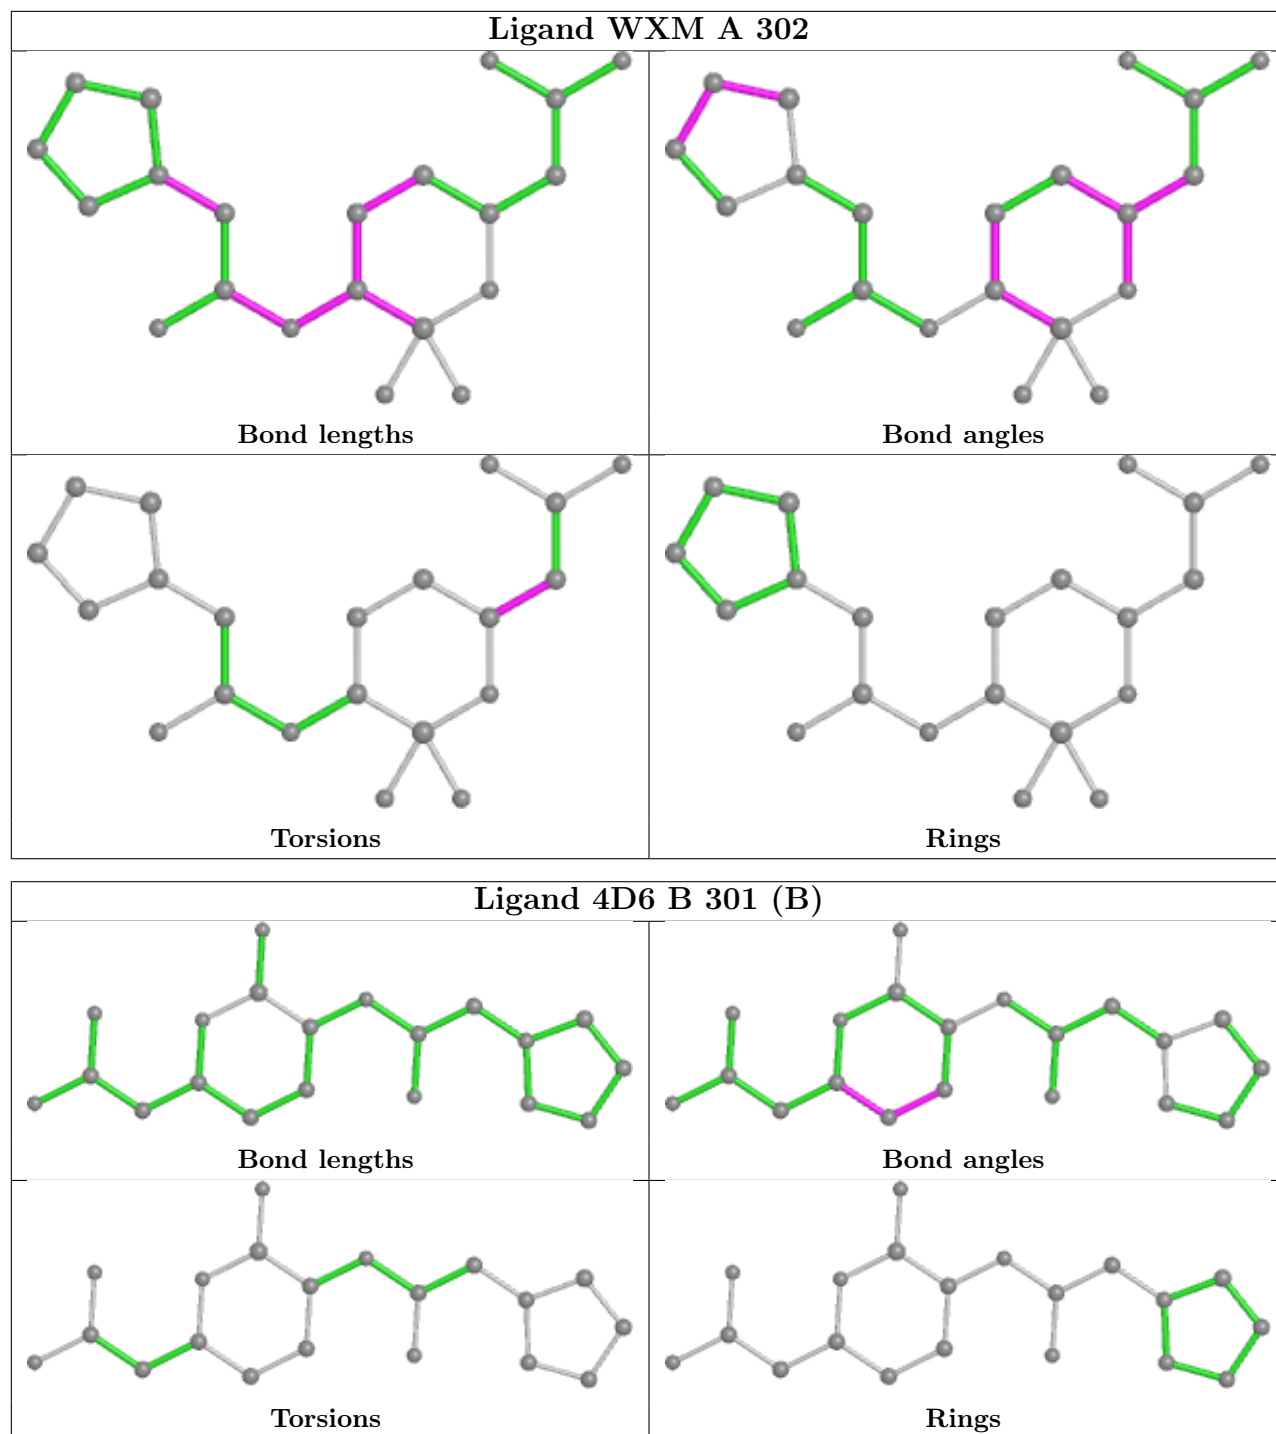 Ligand WXM A 302
Bond lengths
Bond angles
Torsions
Rings
Ligand 4D6 B 301 (B)
Bond lengths
Bond angles
Torsions
Rings